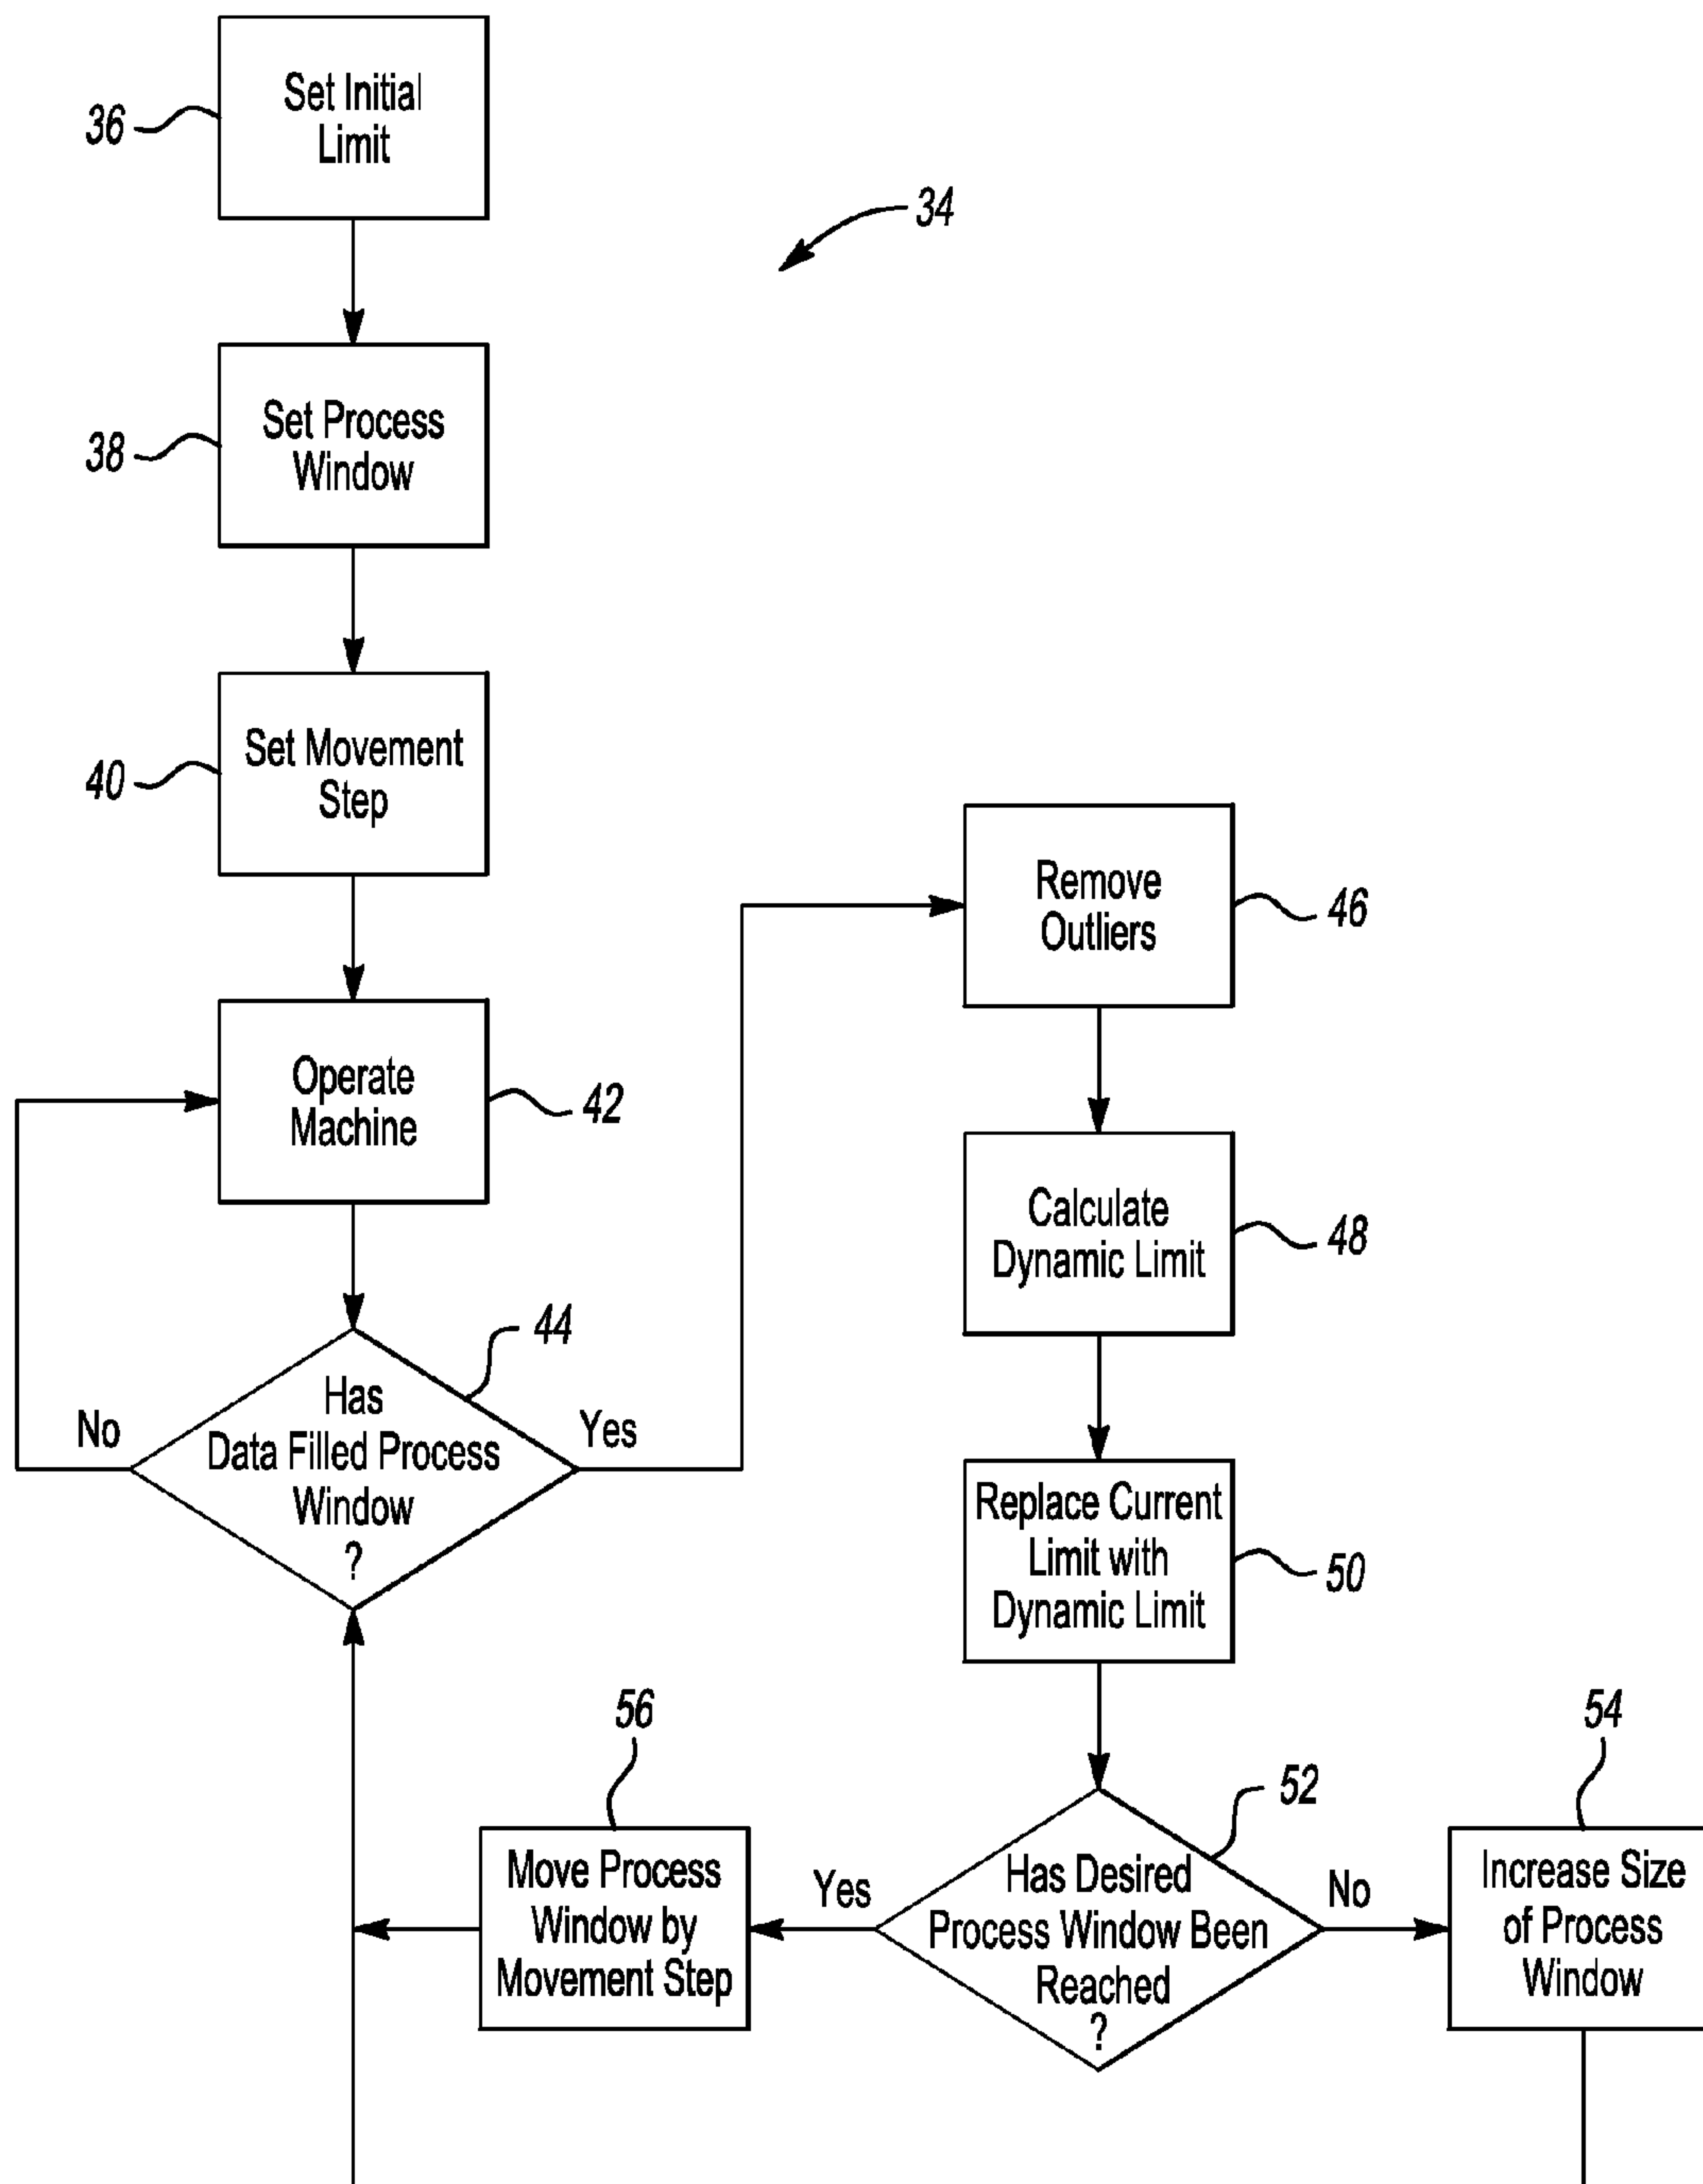 Set Initial
Limit
36
34
Set Process
Window
38
Set Movement
Step
40
Operate
Machine
42
Has
Data Filled Process
Window
?
44
No
Yes
Remove
Outliers
46
Calculate
Dynamic Limit
48
Replace Current
Limit with
Dynamic Limit
50
Has Desired
Process Window Been
Reached
?
52
Yes
No
Move Process
Window by
Movement Step
56
Increase Size
of Process
Window
54